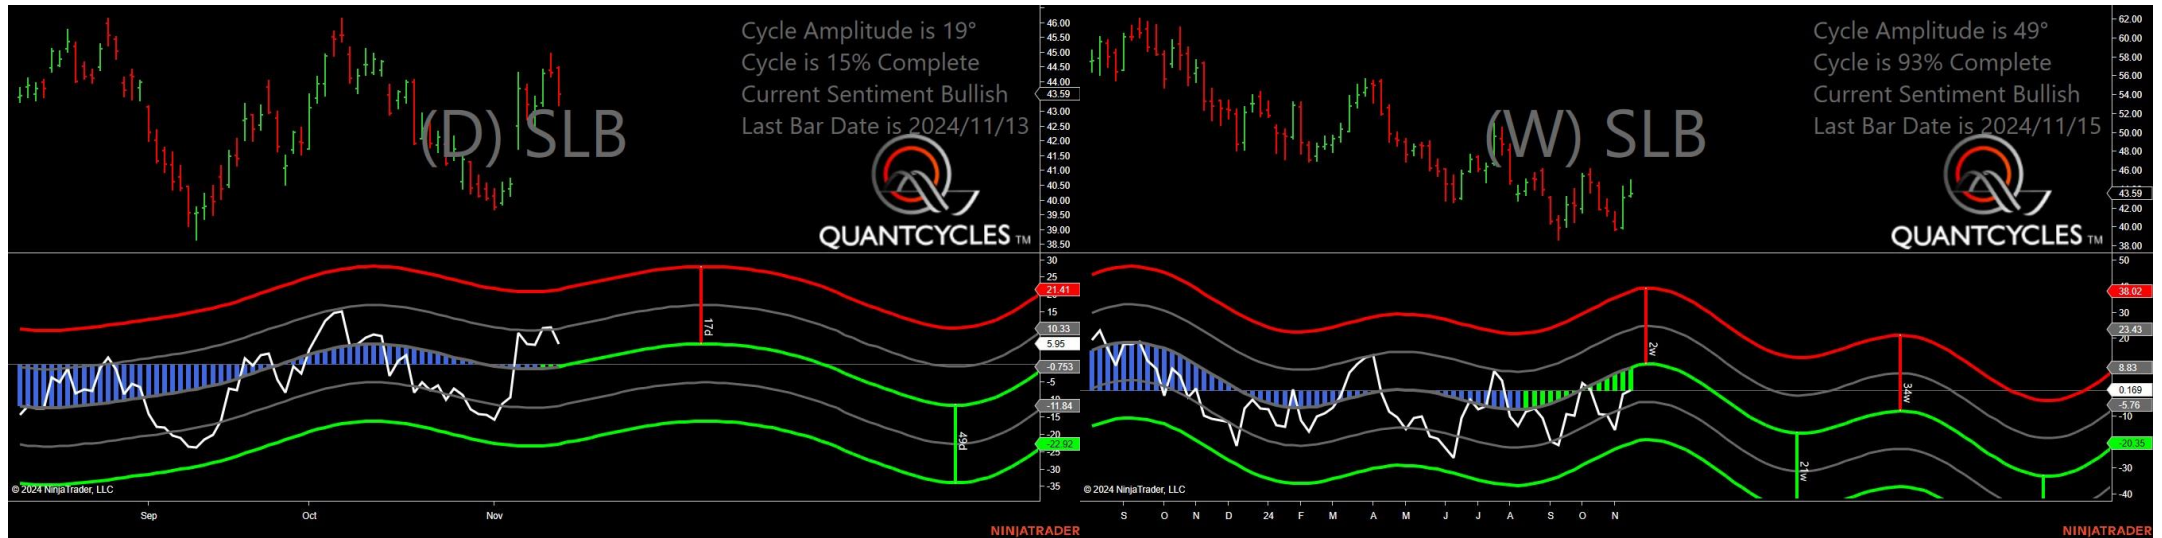 Cycle Amplitude is 19°
Cycle is 15% Complete
Current Sentiment Bullish
Last Bar Date is 2024/11/13
(D) SLB
QUANTCYCLES TM
46.00
45.50
45.00
44.50
44.00
43.59
43.00
42.50
42.00
41.50
41.00
40.50
40.00
39.50
39.00
38.50
30
25
21.41
15
10.33
5.95
-0.753
-5
-11.84
-15
-20
-22.92
-25
-30
-35
17d
49d
© 2024 NinjaTrader, LLC
Sep Oct Nov
NINJATRADER
Cycle Amplitude is 49°
Cycle is 93% Complete
Current Sentiment Bullish
Last Bar Date is 2024/11/15
(W) SLB
QUANTCYCLES TM
62.00
60.00
58.00
56.00
54.00
52.00
50.00
48.00
46.00
43.59
42.00
40.00
38.00
50
38.02
30
23.43
20
8.83
0.169
-5.76
-10
-20.35
-30
-40
2w
34w
21w
© 2024 NinjaTrader, LLC
S O N D 24 F M A M J J A S O N
NINJATRADER